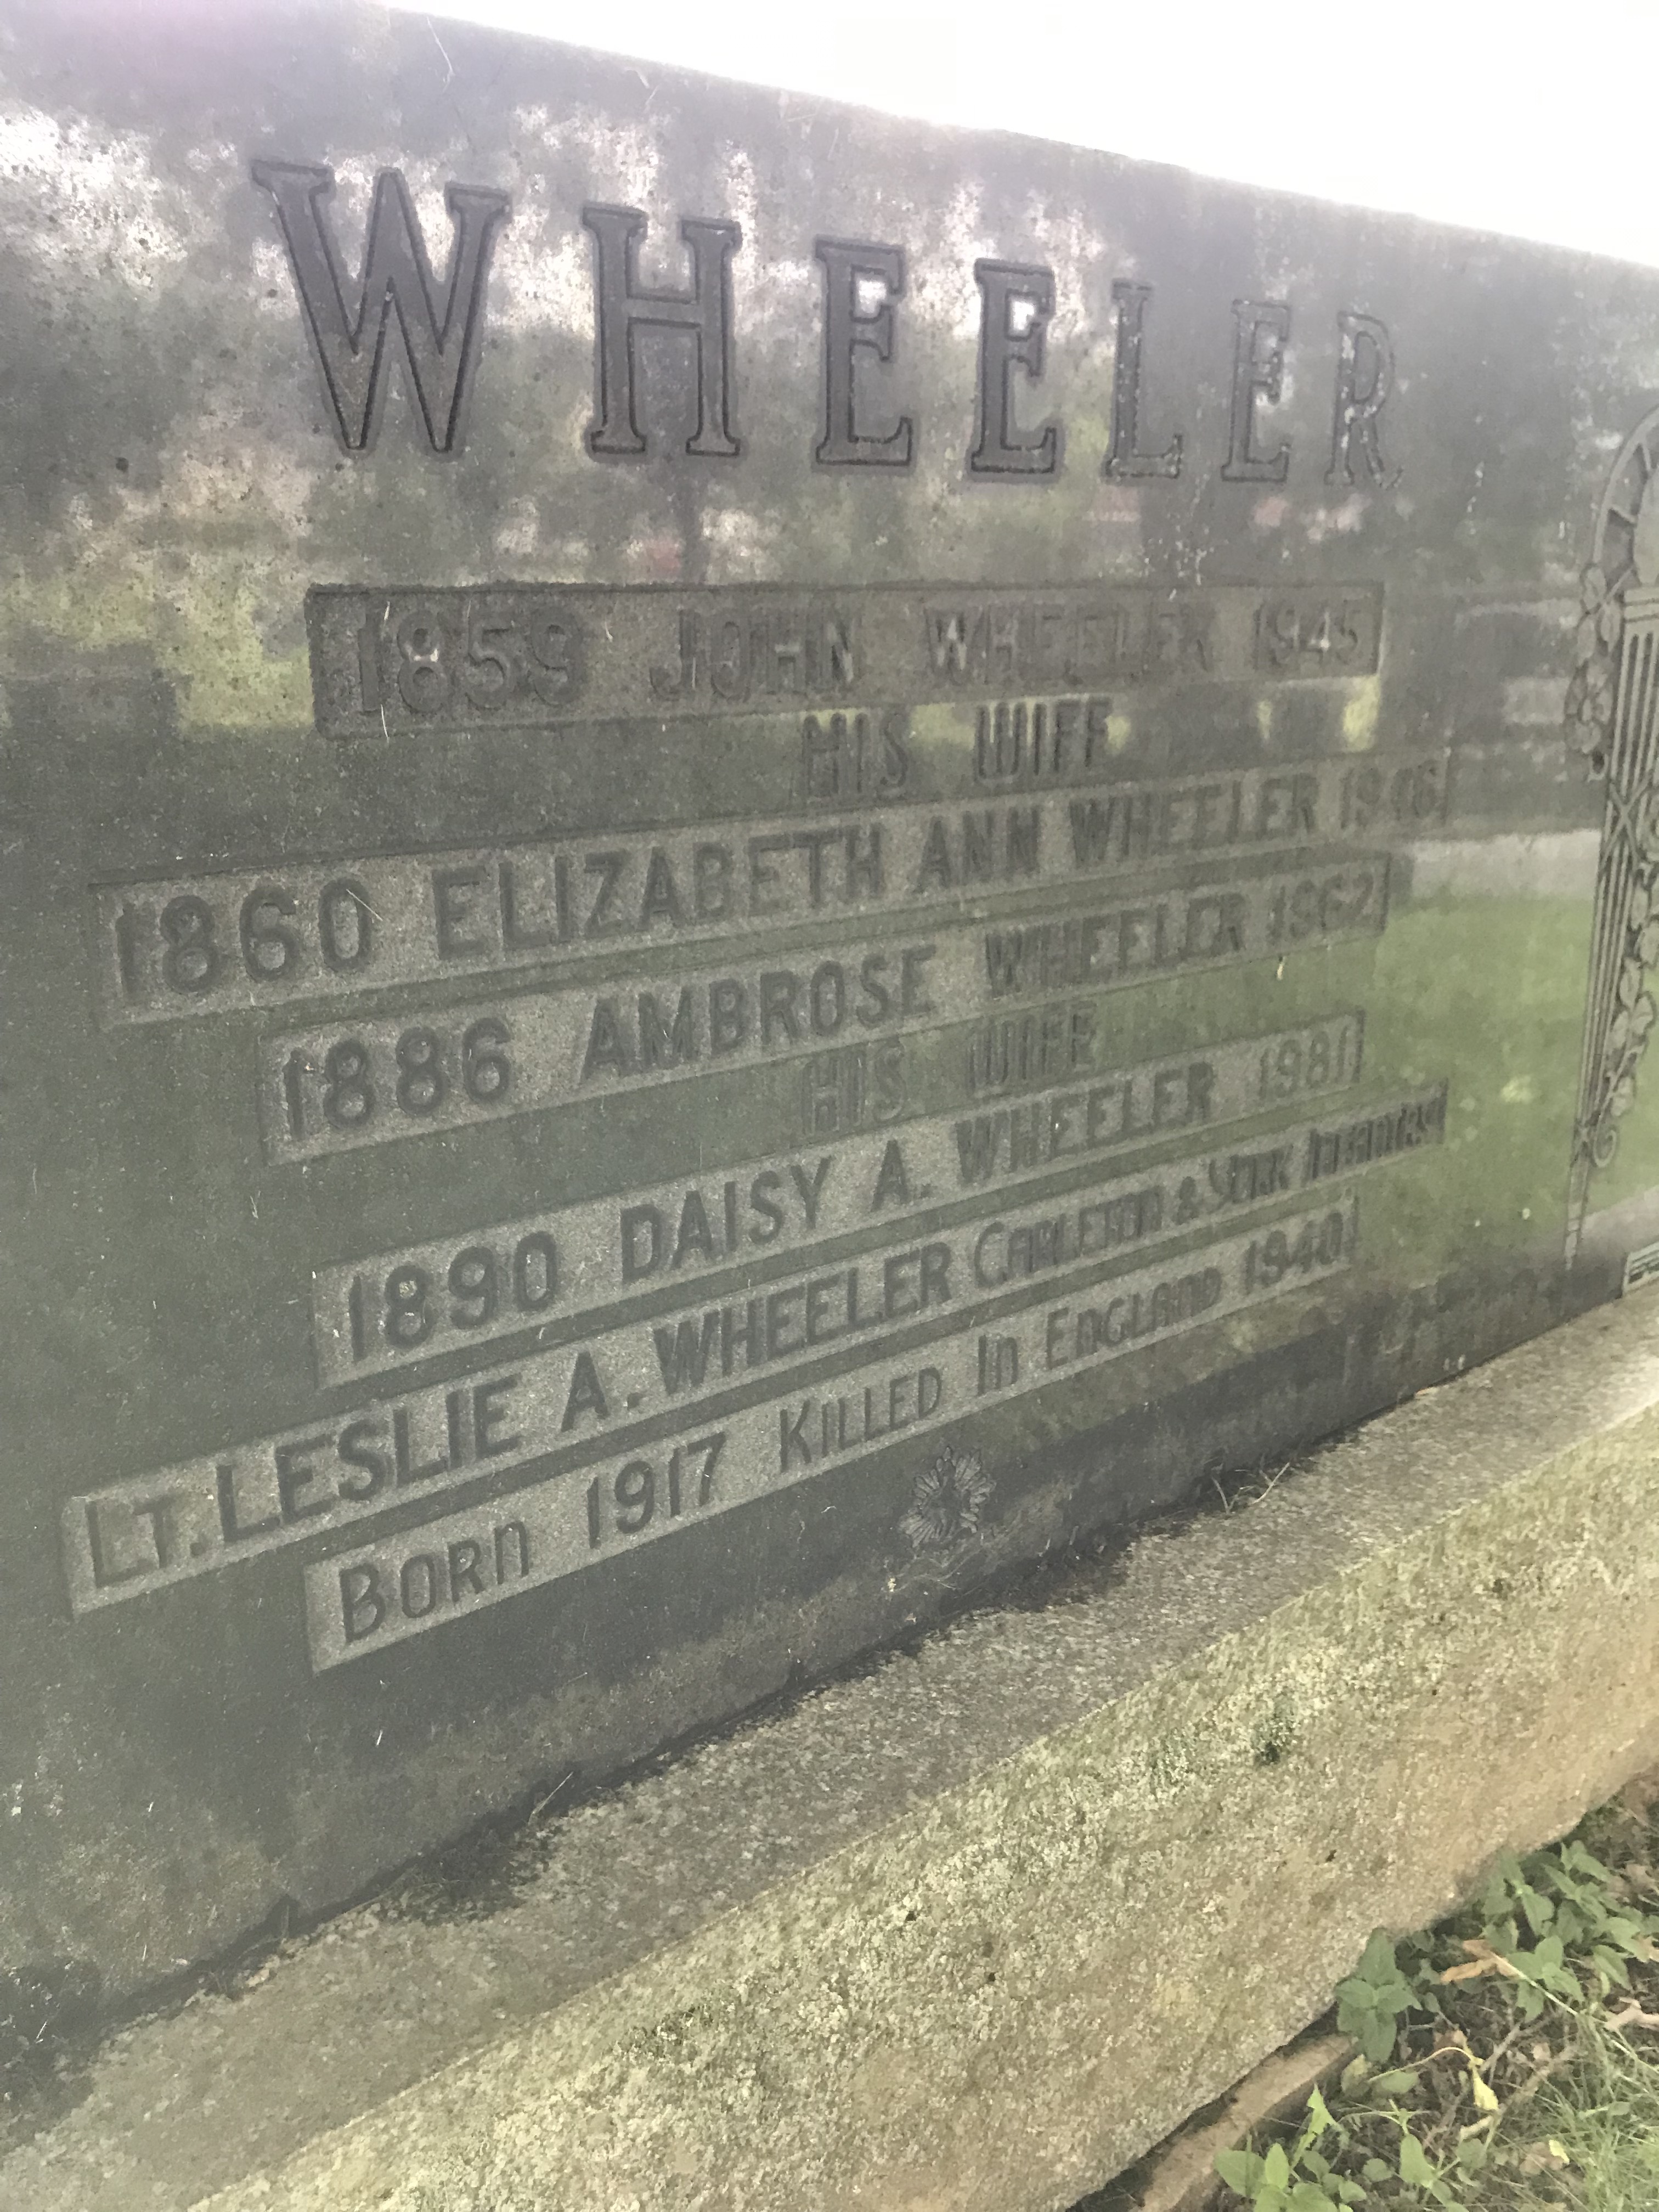 WHEELER
1859 JOHN WHEELER 1945
HIS WIFE
1860 ELIZABETH ANN WHEELER 1946
1886 AMBROSE WHEELER 1962
HIS WIFE
1890 DAISY A. WHEELER 1981
LT. LESLIE A. WHEELER CARLETON & YORK INFANTRY
BORN 1917 KILLED IN ENGLAND 1940